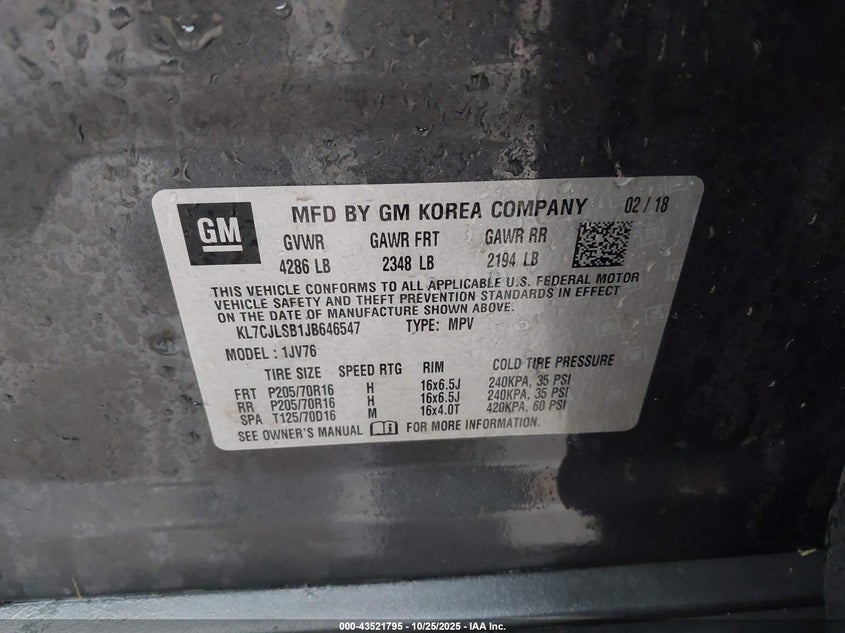 GM MFD BY GM KOREA COMPANY 02 / 18
GVWR GAWR FRT GAWR RR
4286 LB 2348 LB 2194 LB
THIS VEHICLE CONFORMS TO ALL APPLICABLE U.S. FEDERAL MOTOR
VEHICLE SAFETY AND THEFT PREVENTION STANDARDS IN EFFECT
ON THE DATE OF MANUFACTURE SHOWN ABOVE.
KL7CJLSB1JB646547 TYPE: MPV
MODEL : 1JV76
TIRE SIZE SPEED RTG RIM COLD TIRE PRESSURE
FRT P205/70R16 H 16x6.5J 240KPA, 35 PSI
RR P205/70R16 H 16x6.5J 240KPA, 35 PSI
SPA T125/70D16 M 16x4.0T 420KPA, 60 PSI
SEE OWNER'S MANUAL FOR MORE INFORMATION.
000-43521795 - 10/25/2025 - IAA Inc.